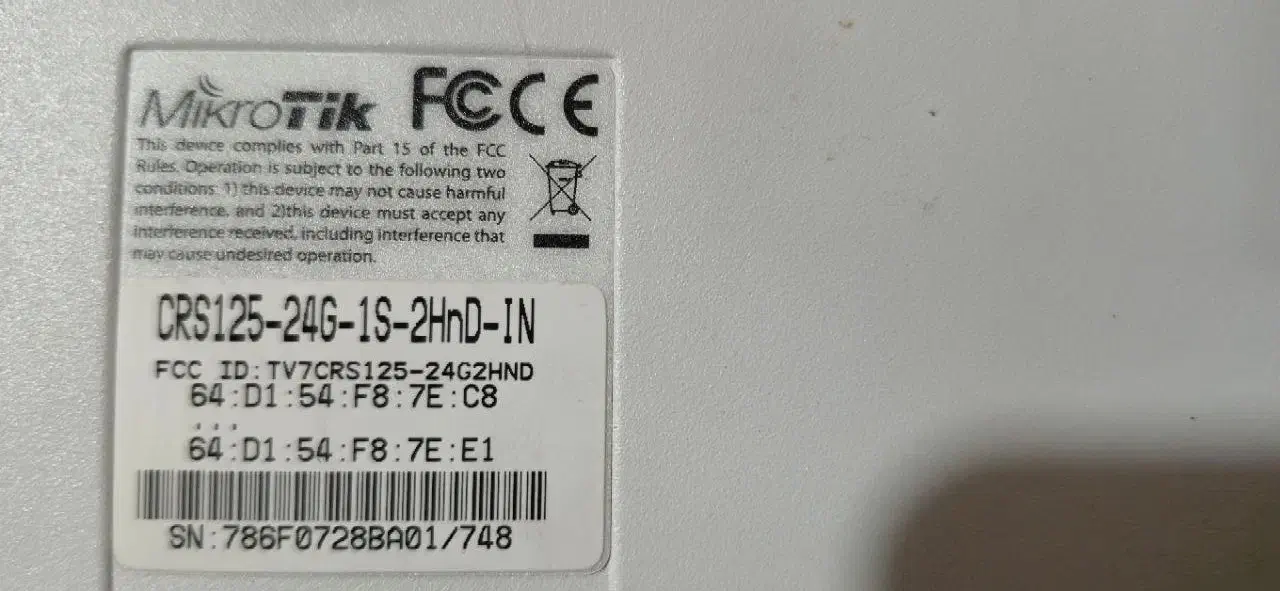 MikroTik FCC CE
This device complies with Part 15 of the FCC
Rules. Operation is subject to the following two
conditions: 1) this device may not cause harmful
interference, and 2)this device must accept any
interference received, including interference that
may cause undesired operation.
CRS125-24G-1S-2HnD-IN
FCC ID:TV7CRS125-24G2HND
64:D1:54:F8:7E:C8
...
64:D1:54:F8:7E:E1
SN:786F0728BA01/748